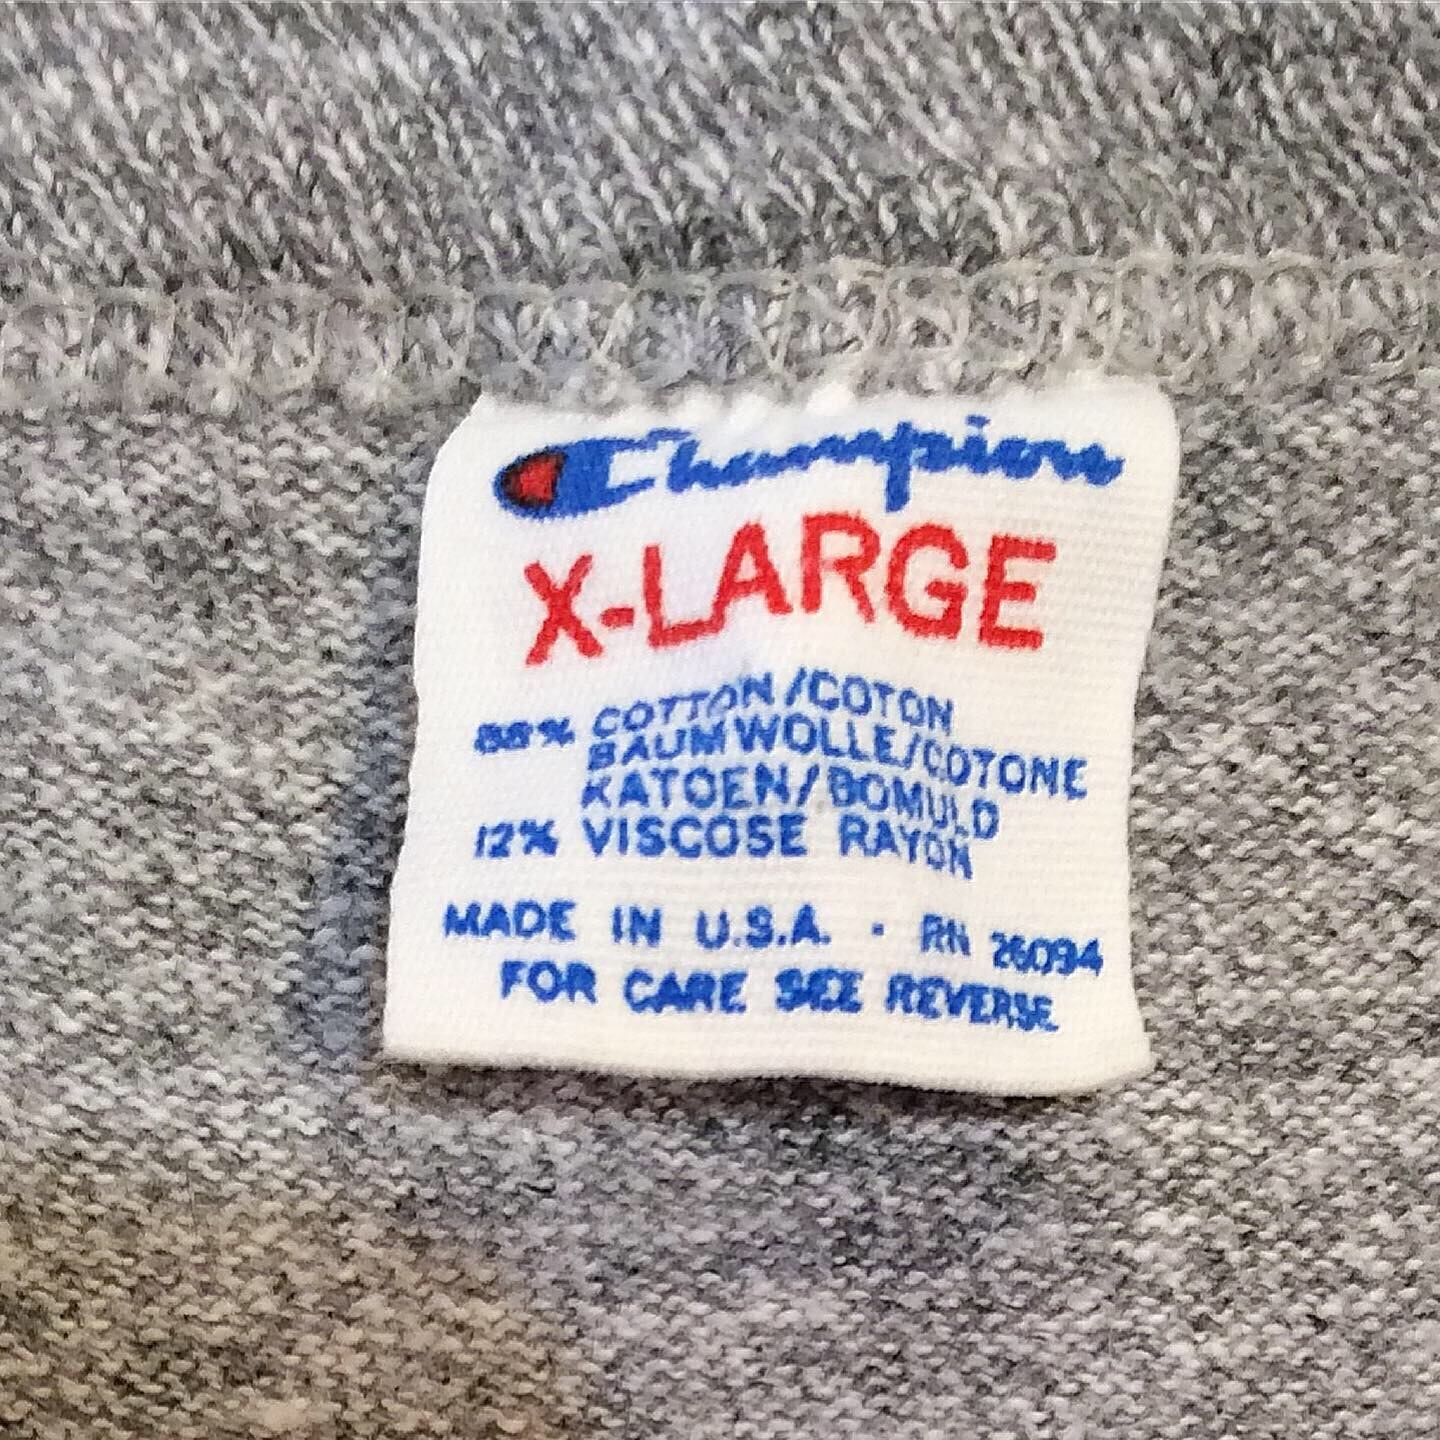 Champion
X-LARGE
88% COTTON/COTON
BAUMWOLLE/COTONE
KATOEN/BOMULD
12% VISCOSE RAYON
MADE IN U.S.A. · RN 26094
FOR CARE SEE REVERSE